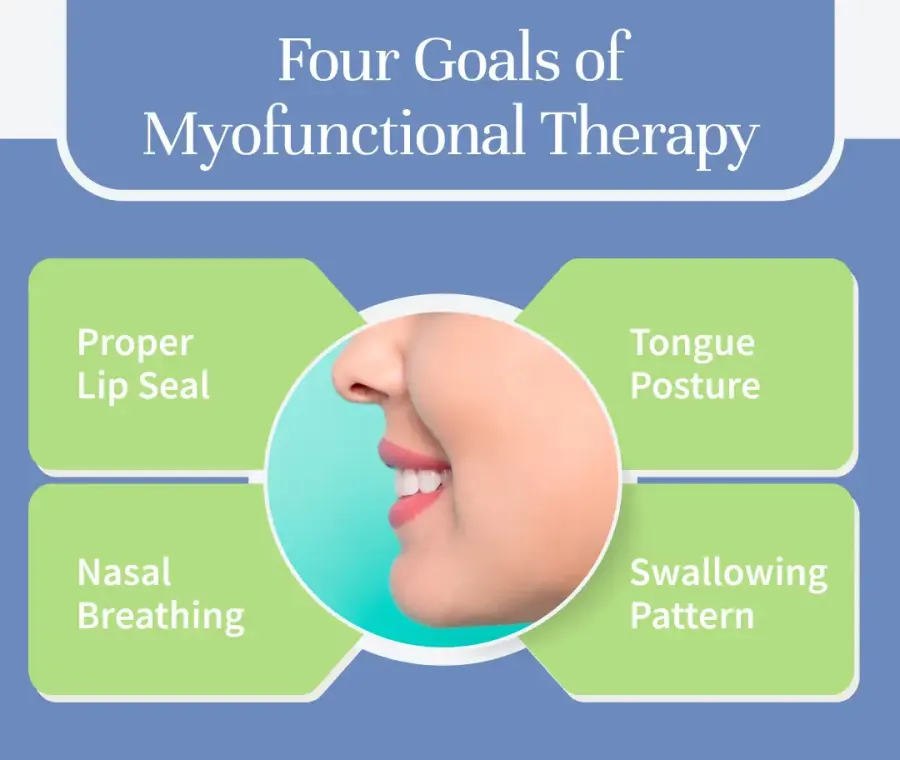 Four Goals of
Myofunctional Therapy
Proper
Lip Seal
Tongue
Posture
Nasal
Breathing
Swallowing
Pattern